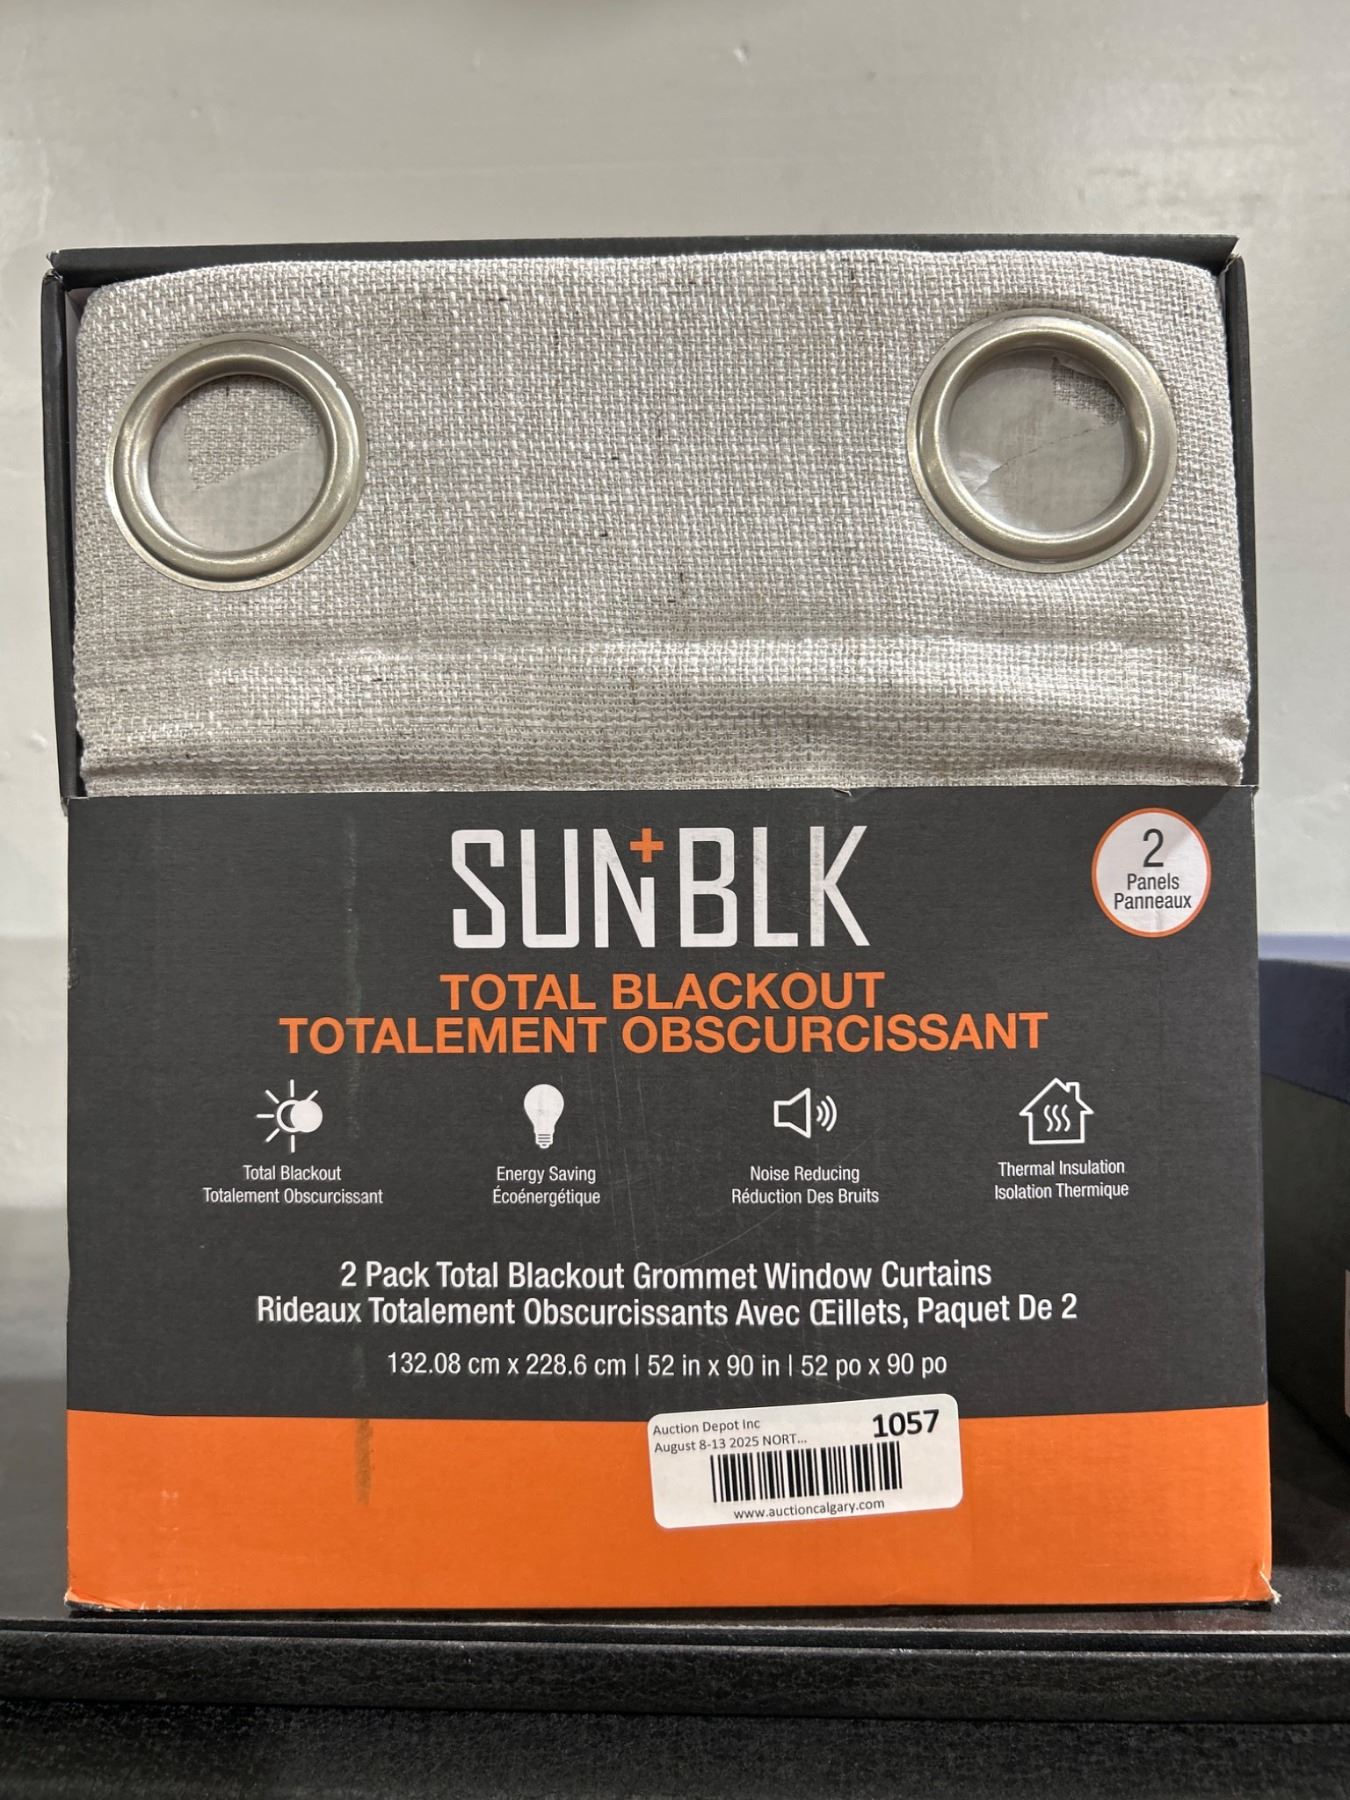 SUN+BLK
2
Panels
Panneaux
TOTAL BLACKOUT
TOTALEMENT OBSCURCISSANT
Total Blackout
Totalement Obscurcissant
Energy Saving
Écoénergétique
Noise Reducing
Réduction Des Bruits
Thermal Insulation
Isolation Thermique
2 Pack Total Blackout Grommet Window Curtains
Rideaux Totalement Obscurcissants Avec Œillets, Paquet De 2
132.08 cm x 228.6 cm | 52 in x 90 in | 52 po x 90 po
Auction Depot Inc
August 8-13 2025 NORT...
1057
www.auctioncalgary.com